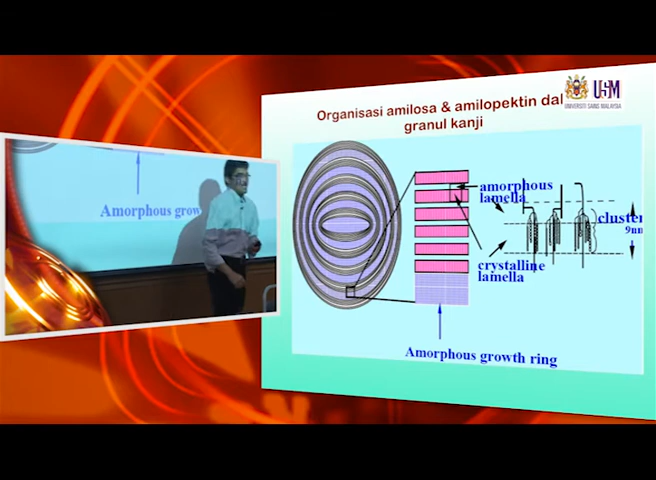 USM
UNIVERSITI SAINS MALAYSIA
Organisasi amilosa & amilopektin dal
granul kanji
amorphous
lamella
cluster
9nm
crystalline
lamella
Amorphous growth ring
Amorphous grow